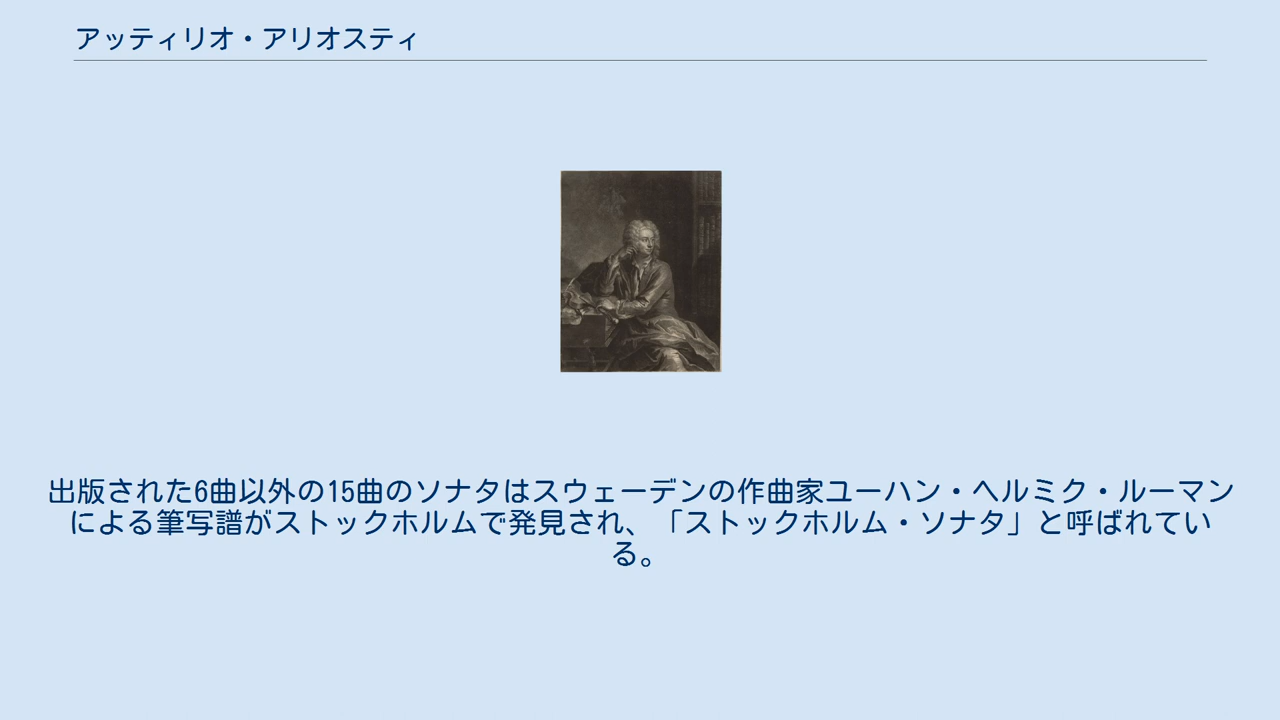 アッティリオ・アリオスティ
出版された6曲以外の15曲のソナタはスウェーデンの作曲家ユーハン・ヘルミク・ルーマン
による筆写譜がストックホルムで発見され、「ストックホルム・ソナタ」と呼ばれてい
る。